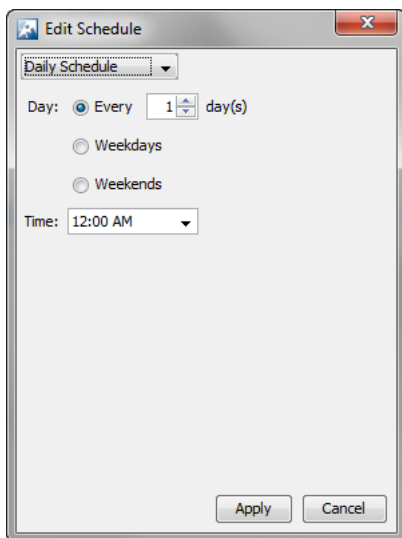 Edit Schedule
Daily Schedule
Day: Every 1 day(s)
Weekdays
Weekends
Time: 12:00 AM
Apply Cancel